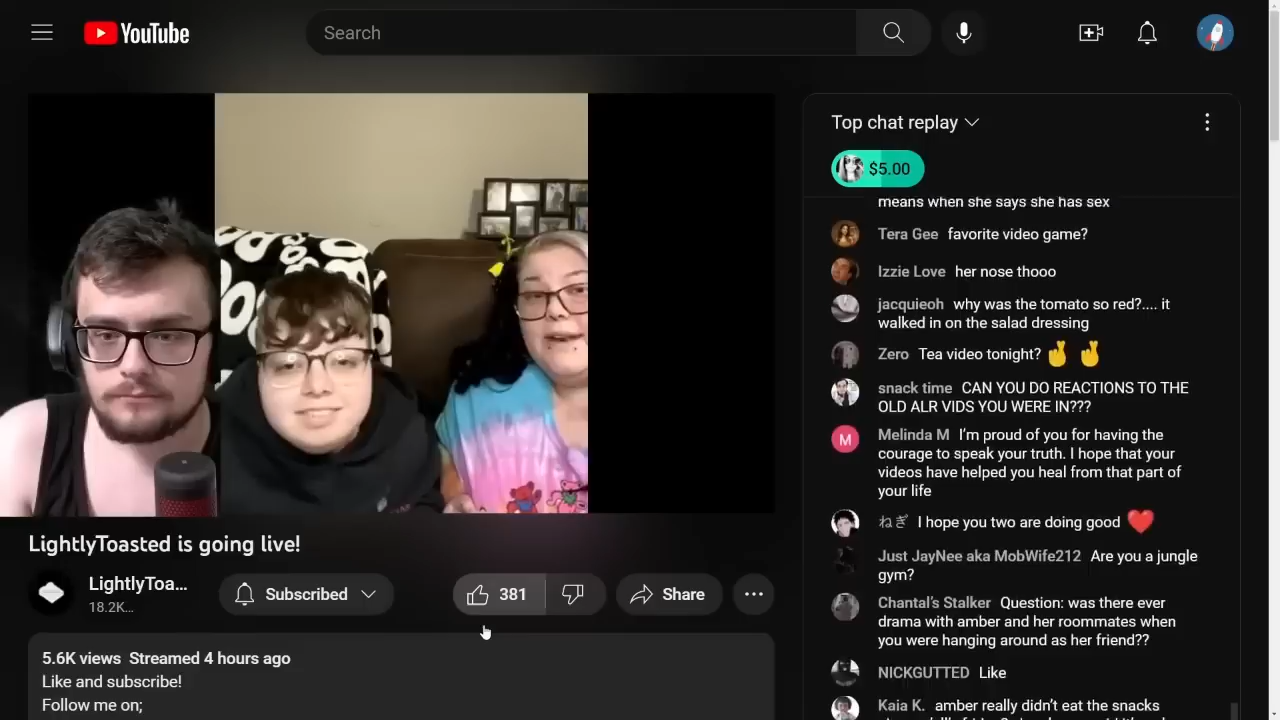 YouTube
Search
Top chat replay
$5.00
means when she says she has sex
Tera Gee favorite video game?
Izzie Love her nose thooo
jacquieoh why was the tomato so red?.... it
walked in on the salad dressing
Zero Tea video tonight?
snack time CAN YOU DO REACTIONS TO THE
OLD ALR VIDS YOU WERE IN???
M
Melinda M I'm proud of you for having the
courage to speak your truth. I hope that your
videos have helped you heal from that part of
your life
ねぎ I hope you two are doing good
Just JayNee aka MobWife212 Are you a jungle
gym?
Chantal's Stalker Question: was there ever
drama with amber and her roommates when
you were hanging around as her friend??
NICKGUTTED Like
Kaia K. amber really didn't eat the snacks
LightlyToasted is going live!
LightlyToa...
18.2K...
Subscribed
381
Share
5.6K views Streamed 4 hours ago
Like and subscribe!
Follow me on;